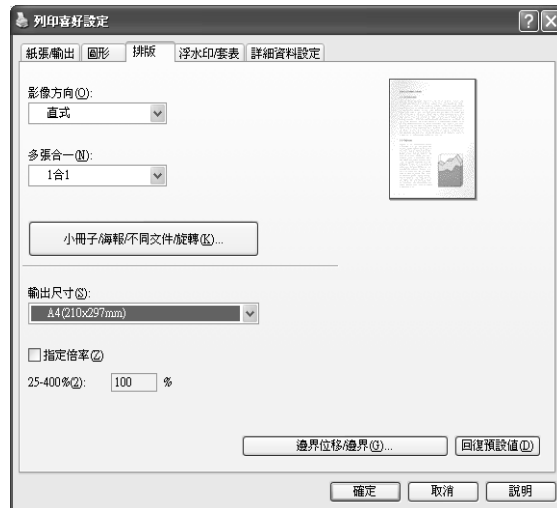 列印喜好設定
紙張/輸出 圖形 排版 浮水印/套表 詳細資料設定
影像方向(O):
直式
多張合一(N):
1合1
小冊子/海報/不同文件/旋轉(K)...
輸出尺寸(S):
A4(210x297mm)
指定倍率(Z)
25-400%(2): 100 %
邊界位移/邊界(G)... 回復預設值(D)
確定 取消 說明